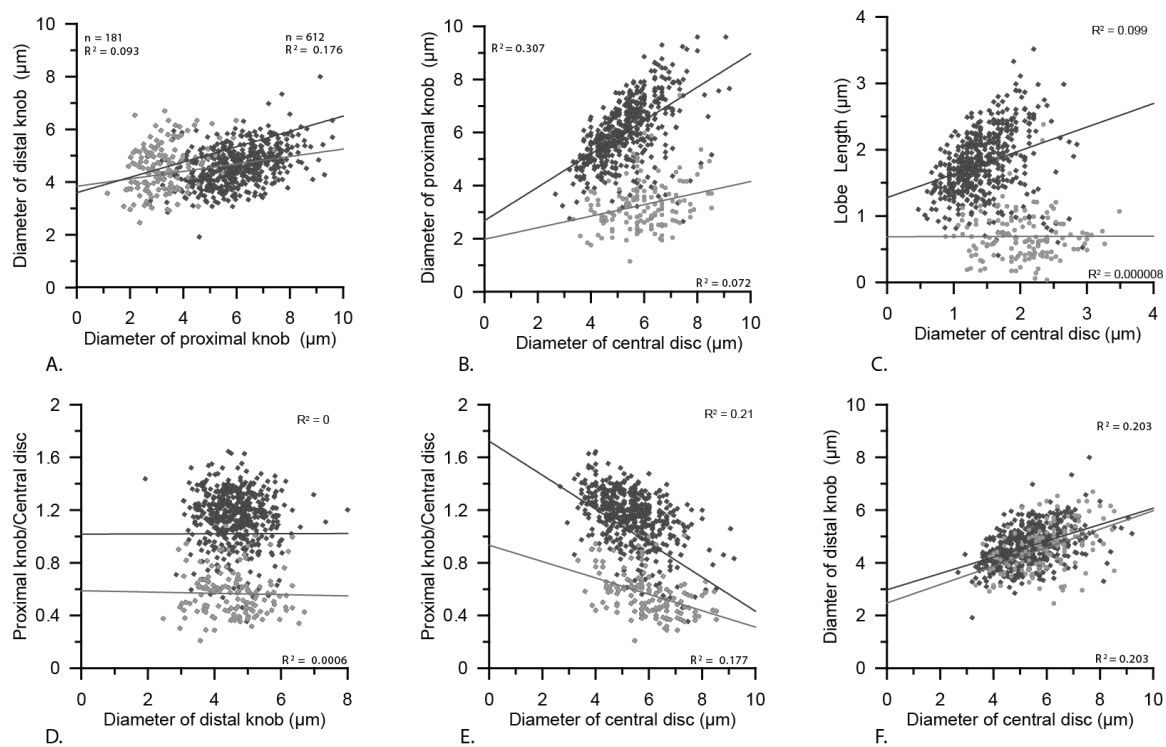 n = 181
R² = 0.093
n = 612
R² = 0.176
10
8
6
4
2
0
Diameter of distal knob (µm)
0 2 4 6 8 10
Diameter of proximal knob (µm)
A.
R² = 0.307
10
8
6
4
2
0
Diameter of proximal knob (µm)
R² = 0.072
0 2 4 6 8 10
Diameter of central disc (µm)
B.
R² = 0.099
4
3
2
1
0
Lobe Length (µm)
R² = 0.000008
0 1 2 3 4
Diameter of central disc (µm)
C.
R² = 0
2
1.6
1.2
0.8
0.4
0
Proximal knob/Central disc
R² = 0.0006
0 2 4 6 8
Diameter of distal knob (µm)
D.
R² = 0.21
2
1.6
1.2
0.8
0.4
0
Proximal knob/Central disc
R² = 0.177
0 2 4 6 8 10
Diameter of central disc (µm)
E.
R² = 0.203
10
8
6
4
2
0
Diamter of distal knob (µm)
R² = 0.203
0 2 4 6 8 10
Diameter of central disc (µm)
F.